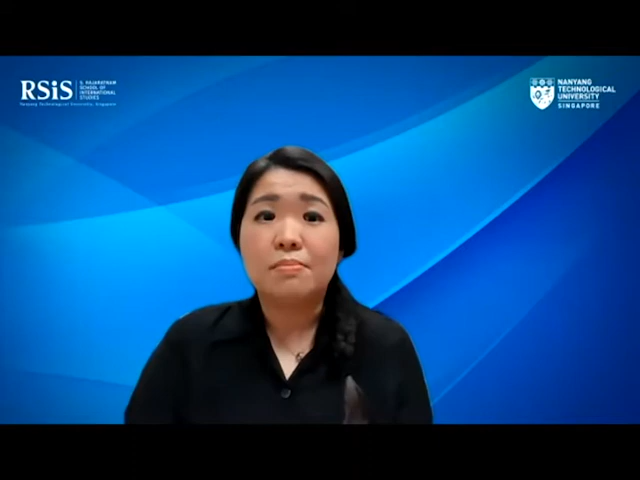 RSiS
S. RAJARATNAM
SCHOOL OF
INTERNATIONAL
STUDIES
Nanyang Technological University, Singapore
NANYANG
TECHNOLOGICAL
UNIVERSITY
SINGAPORE